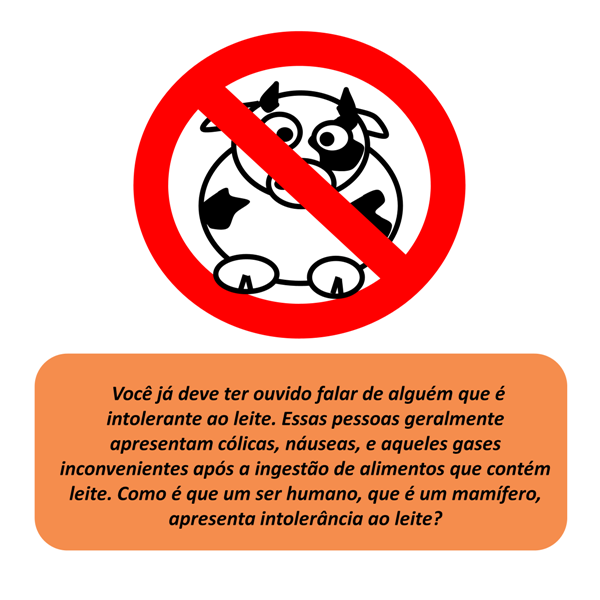 Você já deve ter ouvido falar de alguém que é
intolerante ao leite. Essas pessoas geralmente
apresentam cólicas, náuseas, e aqueles gases
inconvenientes após a ingestão de alimentos que contém
leite. Como é que um ser humano, que é um mamífero,
apresenta intolerância ao leite?